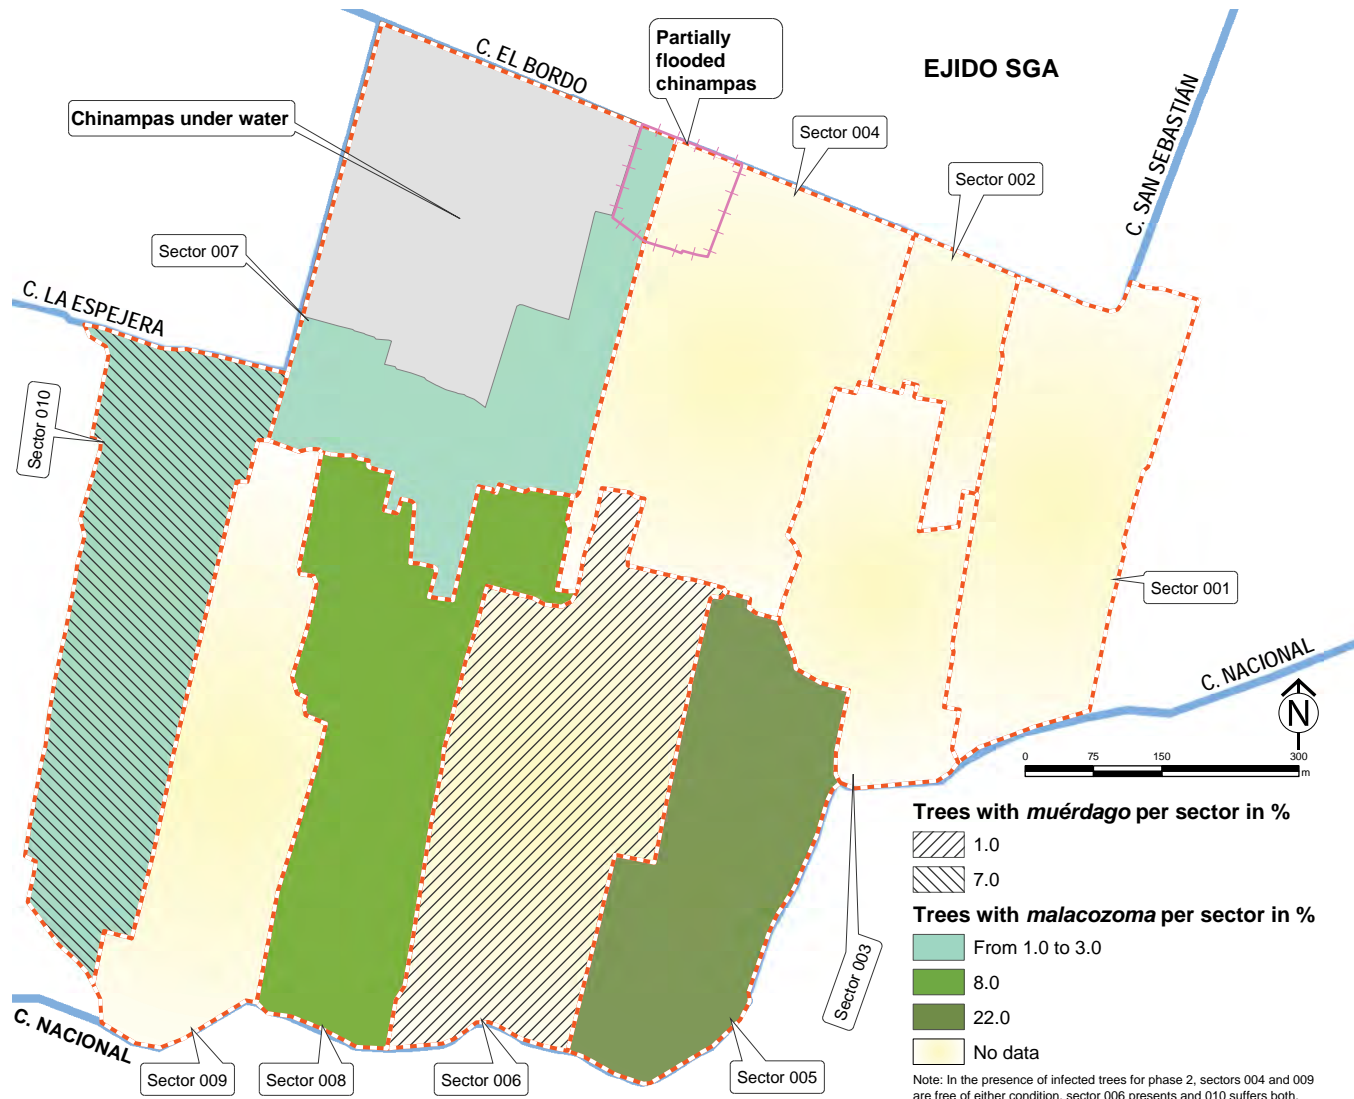 C. EL BORDO
Partially
flooded
chinampas
EJIDO SGA
C. SAN SEBASTIÁN
Chinampas under water
Sector 004
Sector 002
Sector 007
C. LA ESPEJERA
Sector 010
Sector 001
C. NACIONAL
N
0 75 150 300
m
Trees with muérdago per sector in %
1.0
7.0
Trees with malacozoma per sector in %
From 1.0 to 3.0
8.0
22.0
No data
Note: In the presence of infected trees for phase 2, sectors 004 and 009
are free of either condition, sector 006 presents and 010 suffers both.
Sector 003
C. NACIONAL
Sector 009
Sector 008
Sector 006
Sector 005